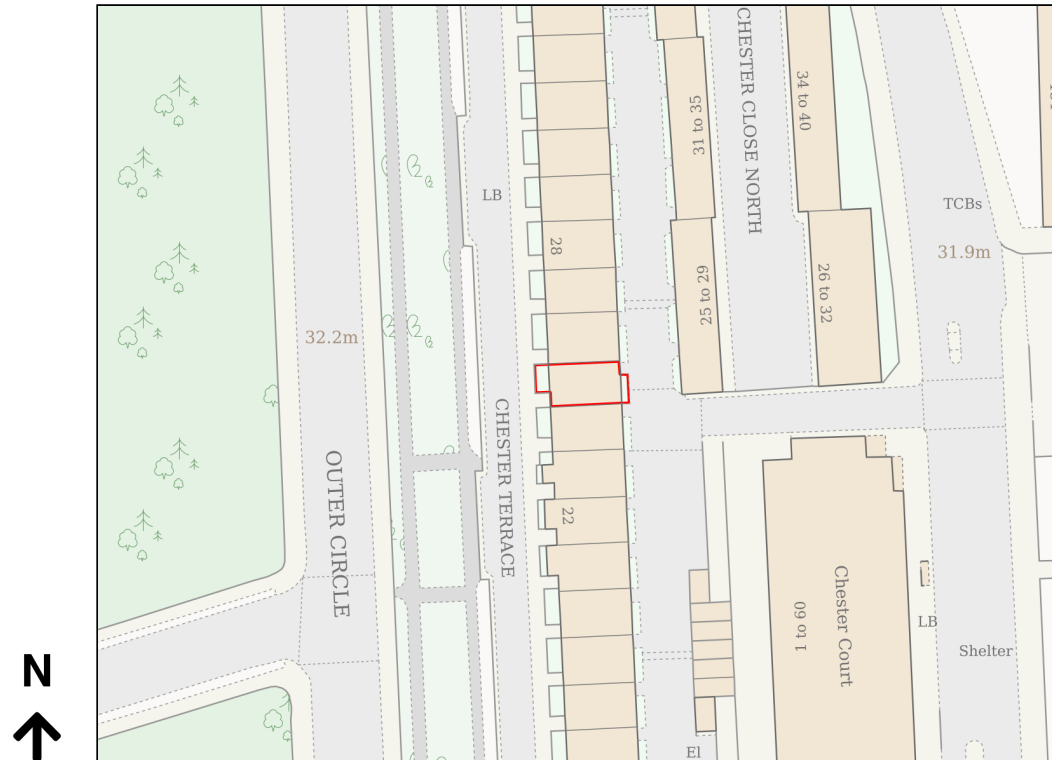 CHESTER CLOSE NORTH
34 to 40
31 to 35
LB
TCBs
28
31.9m
25 to 29
26 to 32
32.2m
CHESTER TERRACE
OUTER CIRCLE
22
Chester Court
1 to 60
LB
Shelter
N
El